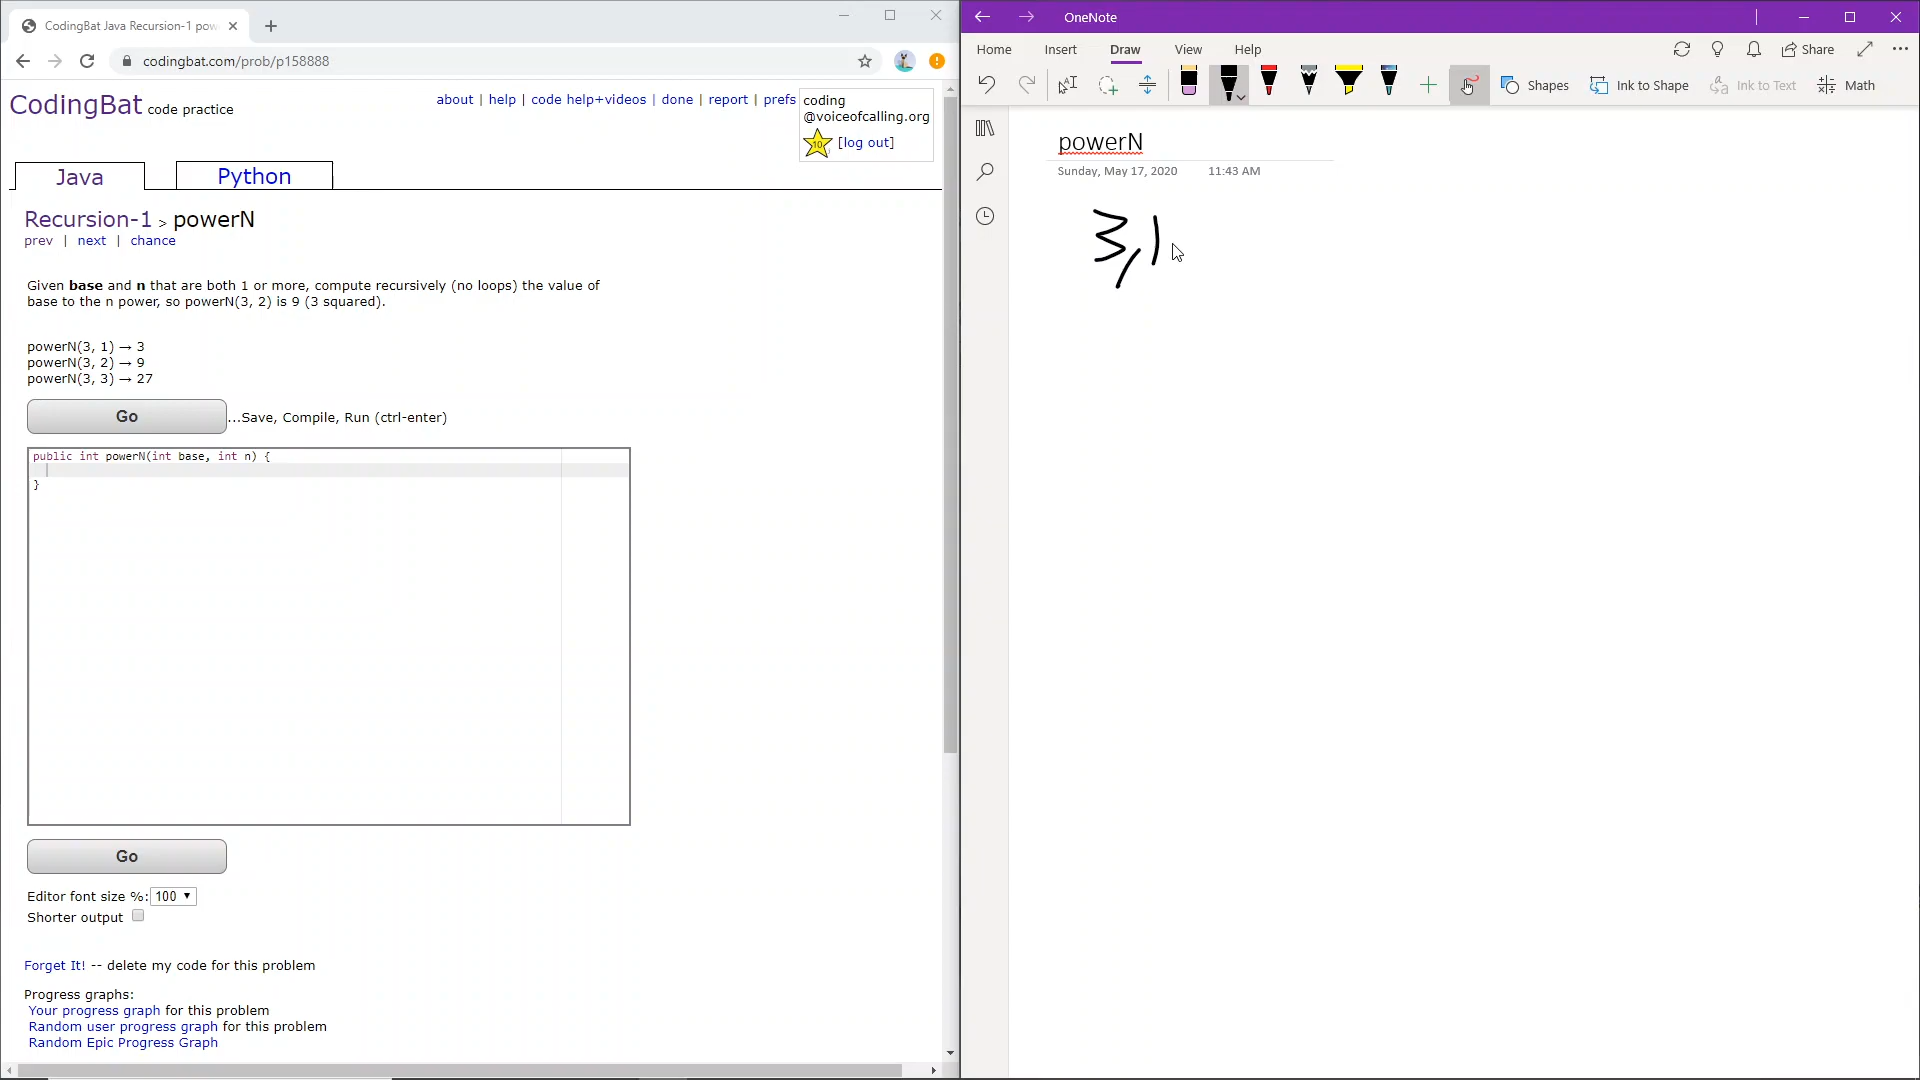 CodingBat Java Recursion-1 pow
codingbat.com/prob/p158888
CodingBat code practice
about | help | code help+videos | done | report | prefs
coding
@voiceofcalling.org
10
[log out]
Java
Python
Recursion-1 > powerN
prev | next | chance
Given base and n that are both 1 or more, compute recursively (no loops) the value of
base to the n power, so powerN(3, 2) is 9 (3 squared).
powerN(3, 1) → 3
powerN(3, 2) → 9
powerN(3, 3) → 27
Go
...Save, Compile, Run (ctrl-enter)
public int powerN(int base, int n) {
}
Go
Editor font size %: 100
Shorter output
Forget It! -- delete my code for this problem
Progress graphs:
Your progress graph for this problem
Random user progress graph for this problem
Random Epic Progress Graph
OneNote
Home Insert Draw View Help
Share
Shapes Ink to Shape Ink to Text Math
powerN
Sunday, May 17, 2020 11:43 AM
3,1